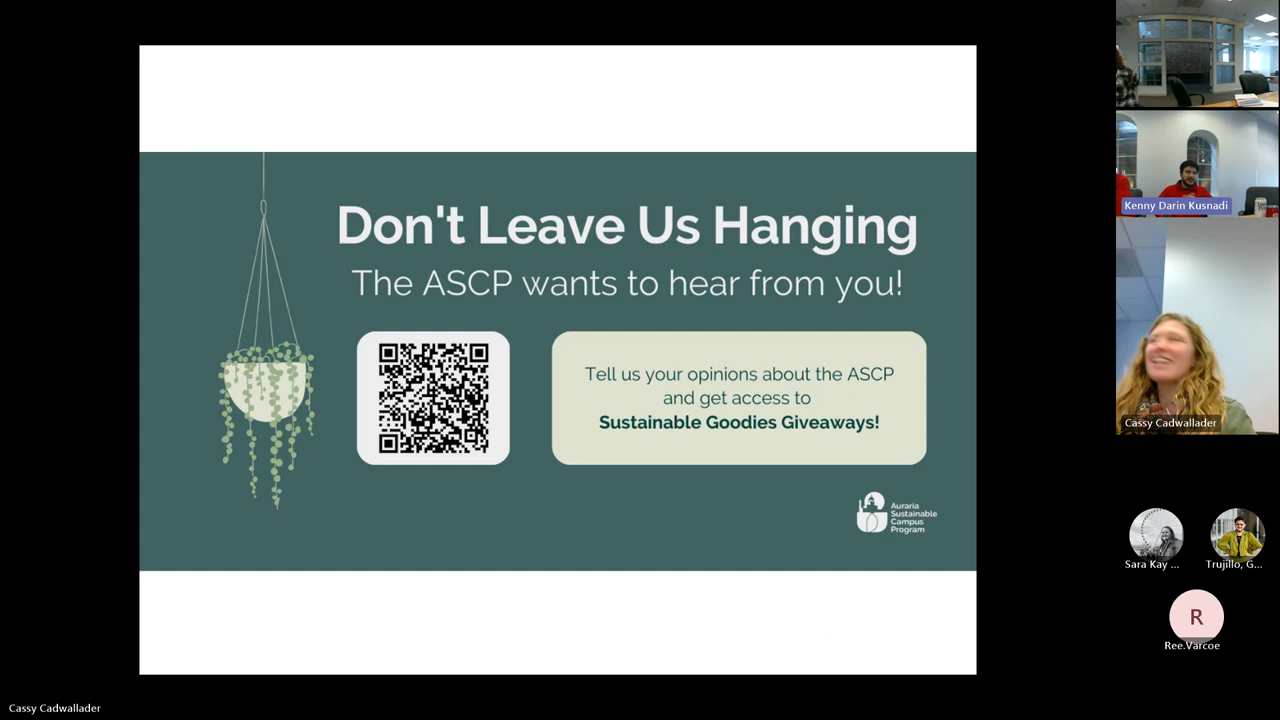 Don't Leave Us Hanging
The ASCP wants to hear from you!
Tell us your opinions about the ASCP
and get access to
Sustainable Goodies Giveaways!
Auraria
Sustainable
Campus
Program
Kenny Darin Kusnadi
Cassy Cadwallader
Sara Kay ...
Trujillo, G...
R
Ree.Varcoe
Cassy Cadwallader